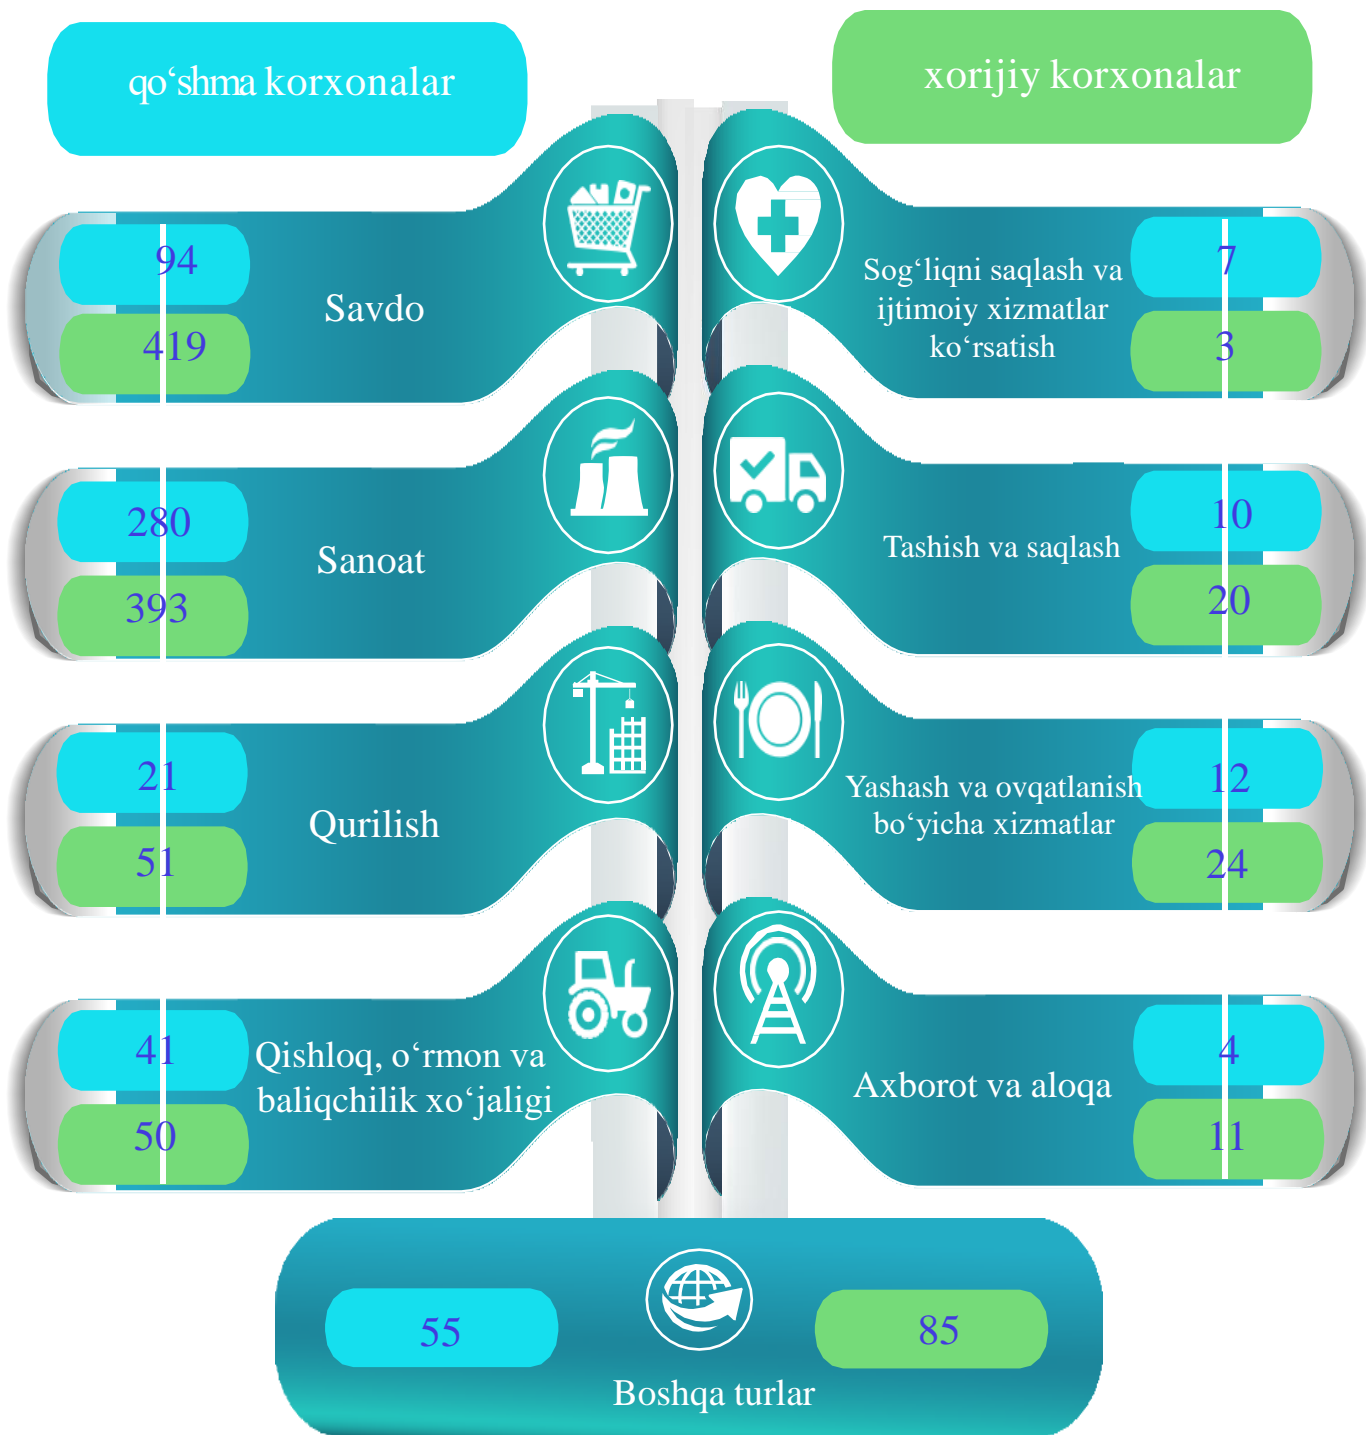 qo‘shma korxonalar
xorijiy korxonalar
94
419
Savdo
Sog‘liqni saqlash va
ijtimoiy xizmatlar
ko‘rsatish
7
3
280
393
Sanoat
Tashish va saqlash
10
20
21
51
Qurilish
Yashash va ovqatlanish
bo‘yicha xizmatlar
12
24
41
50
Qishloq, o‘rmon va
baliqchilik xo‘jaligi
Axborot va aloqa
4
11
55
85
Boshqa turlar